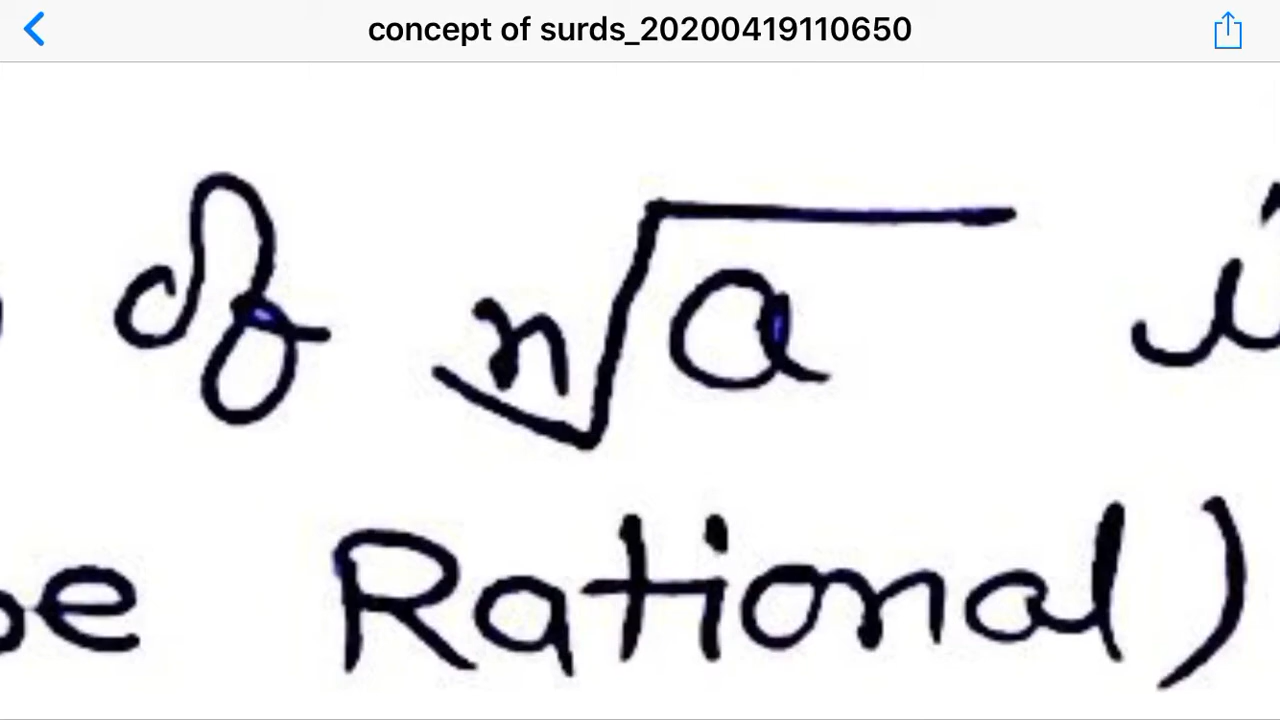 concept of surds_20200419110650
of ⁿ√a
Rational)